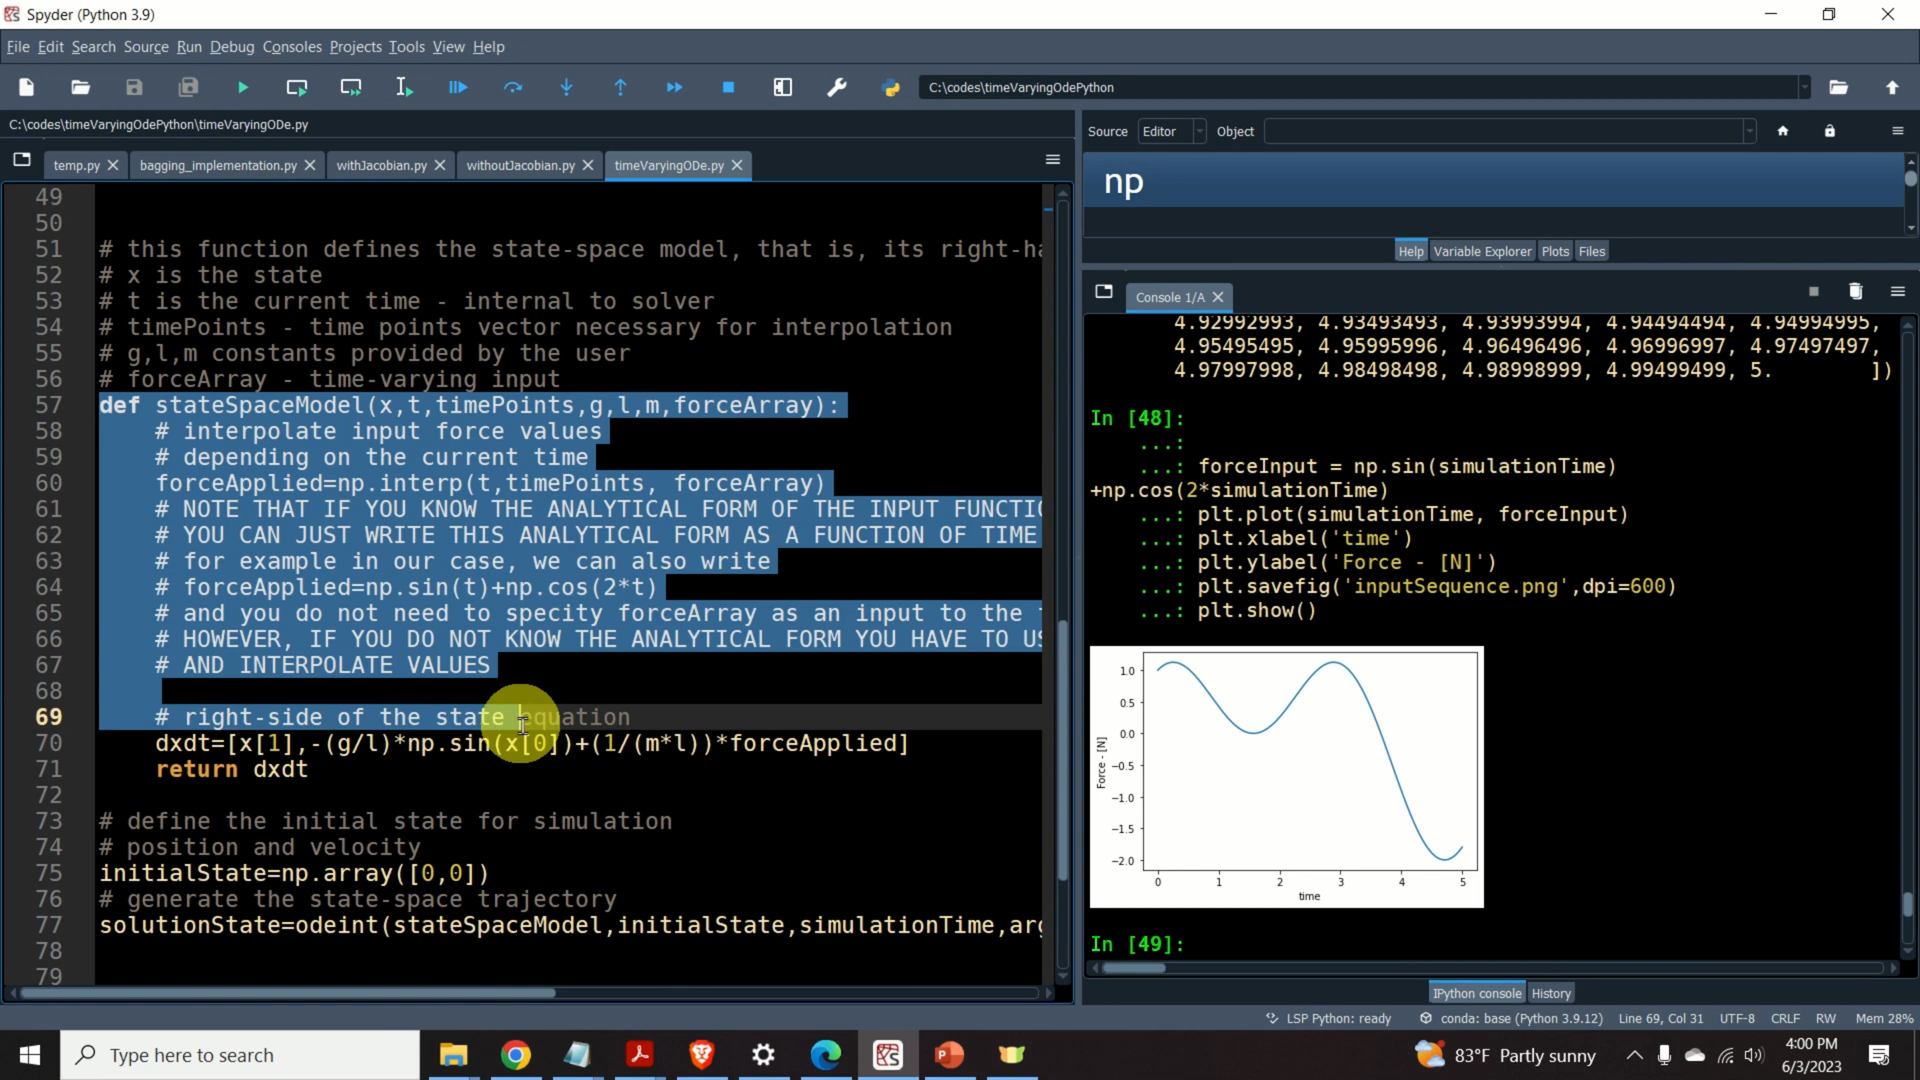 Spyder (Python 3.9)
File Edit Search Source Run Debug Consoles Projects Tools View Help
C:\codes\timeVaryingOdePython
C:\codes\timeVaryingOdePython\timeVaryingODe.py
temp.py bagging_implementation.py withJacobian.py withoutJacobian.py timeVaryingODe.py
49
50
51 # this function defines the state-space model, that is, its right-ha
52 # x is the state
53 # t is the current time - internal to solver
54 # timePoints - time points vector necessary for interpolation
55 # g,l,m constants provided by the user
56 # forceArray - time-varying input
57 def stateSpaceModel(x,t,timePoints,g,l,m,forceArray):
58 # interpolate input force values
59 # depending on the current time
60 forceApplied=np.interp(t,timePoints, forceArray)
61 # NOTE THAT IF YOU KNOW THE ANALYTICAL FORM OF THE INPUT FUNCTIO
62 # YOU CAN JUST WRITE THIS ANALYTICAL FORM AS A FUNCTION OF TIME
63 # for example in our case, we can also write
64 # forceApplied=np.sin(t)+np.cos(2*t)
65 # and you do not need to specify forceArray as an input to the
66 # HOWEVER, IF YOU DO NOT KNOW THE ANALYTICAL FORM YOU HAVE TO US
67 # AND INTERPOLATE VALUES
68
69 # right-side of the state equation
70 dxdt=[x[1],-(g/l)*np.sin(x[0])+(1/(m*l))*forceApplied]
71 return dxdt
72
73 # define the initial state for simulation
74 # position and velocity
75 initialState=np.array([0,0])
76 # generate the state-space trajectory
77 solutionState=odeint(stateSpaceModel,initialState,simulationTime,arg
78
79
Source Editor Object
np
Help Variable Explorer Plots Files
Console 1/A
4.92992993, 4.93493493, 4.93993994, 4.94494494, 4.94994995,
4.95495495, 4.95995996, 4.96496496, 4.96996997, 4.97497497,
4.97997998, 4.98498498, 4.98998999, 4.99499499, 5. ])
In [48]:
...:
...: forceInput = np.sin(simulationTime)
+np.cos(2*simulationTime)
...: plt.plot(simulationTime, forceInput)
...: plt.xlabel('time')
...: plt.ylabel('Force - [N]')
...: plt.savefig('inputSequence.png',dpi=600)
...: plt.show()
1.0
0.5
0.0
−0.5
−1.0
−1.5
−2.0
Force - [N]
0 1 2 3 4 5
time
In [49]:
IPython console History
LSP Python: ready conda: base (Python 3.9.12) Line 69, Col 31 UTF-8 CRLF RW Mem 28%
Type here to search
83°F Partly sunny
4:00 PM
6/3/2023